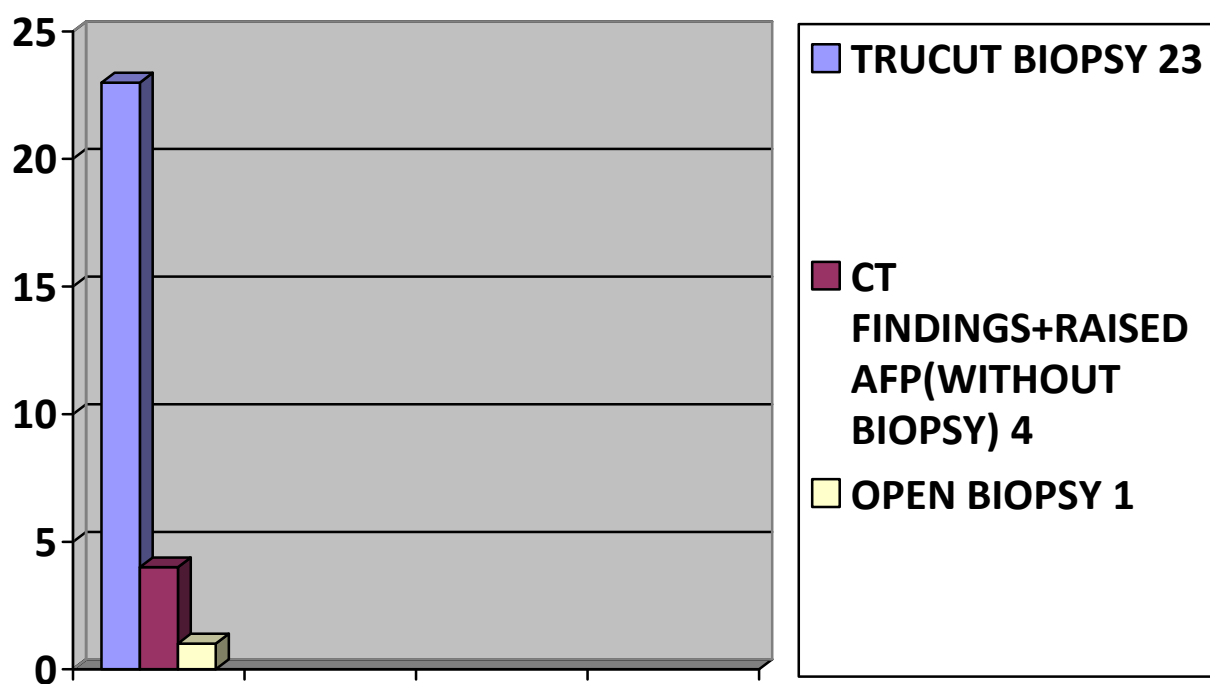 25
20
15
10
5
0
TRUCUT BIOPSY 23
CT
FINDINGS+RAISED
AFP(WITHOUT
BIOPSY) 4
OPEN BIOPSY 1